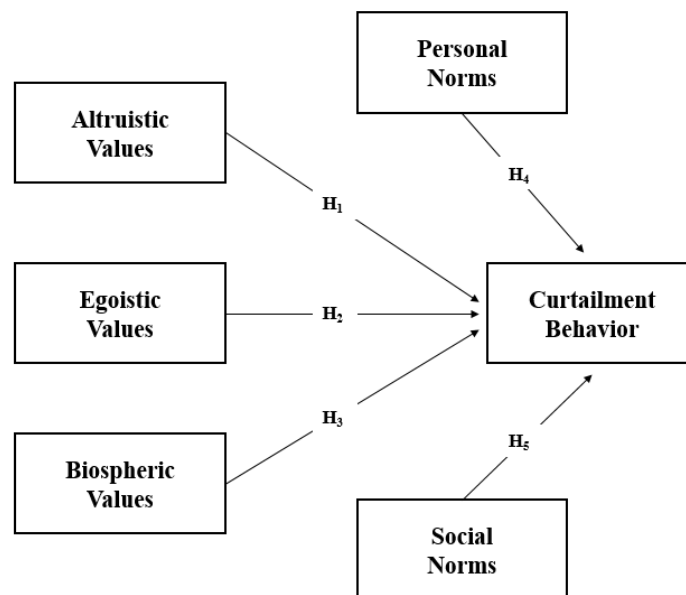 Personal
Norms
Altruistic
Values
H₄
H₁
Egoistic
Values
H₂
Curtailment
Behavior
H₃
Biospheric
Values
H₅
Social
Norms